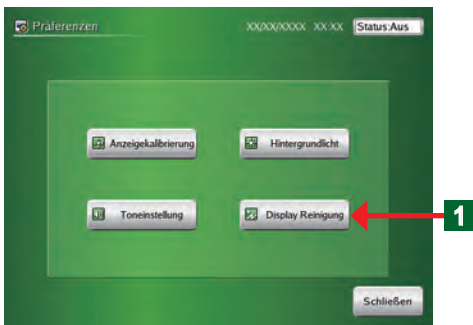 Präferenzen XX/XX/XXXX XX:XX Status:Aus
Anzeigekalibrierung Hintergrundlicht
Toneinstellung Display Reinigung 1
Schließen